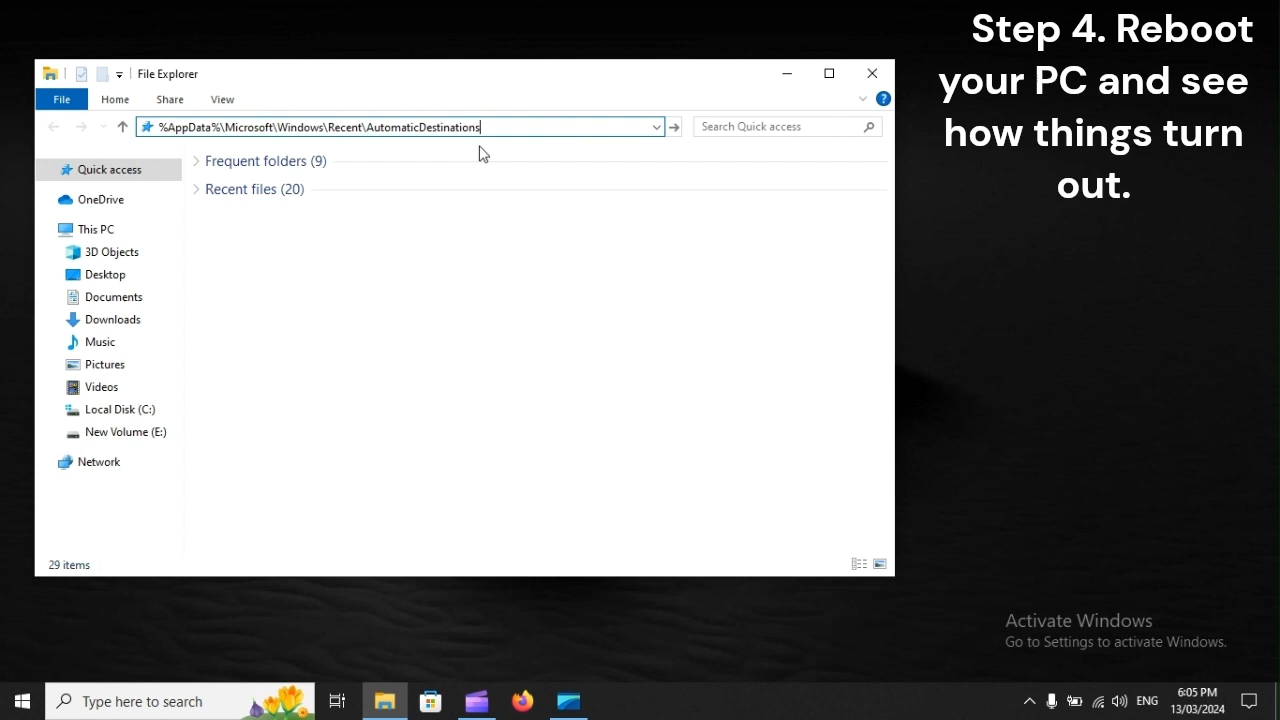 Step 4. Reboot
your PC and see
how things turn
out.
File Explorer
File Home Share View
%AppData%\Microsoft\Windows\Recent\AutomaticDestinations
Search Quick access
Quick access
OneDrive
This PC
3D Objects
Desktop
Documents
Downloads
Music
Pictures
Videos
Local Disk (C:)
New Volume (E:)
Network
Frequent folders (9)
Recent files (20)
29 items
Activate Windows
Go to Settings to activate Windows.
Type here to search
ENG
6:05 PM
13/03/2024